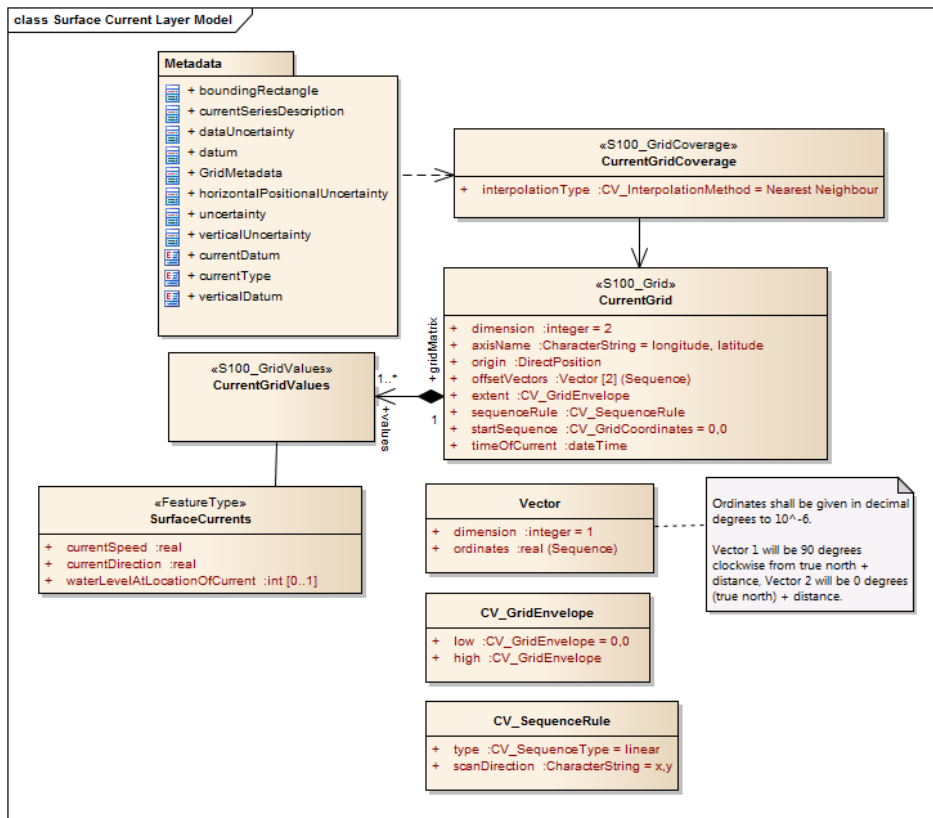 class Surface Current Layer Model
Metadata
+ boundingRectangle
+ currentSeriesDescription
+ dataUncertainty
+ datum
+ GridMetadata
+ horizontalPositionalUncertainty
+ uncertainty
+ verticalUncertainty
+ currentDatum
+ currentType
+ verticalDatum
«S100_GridCoverage»
CurrentGridCoverage
+ interpolationType :CV_InterpolationMethod = Nearest Neighbour
«S100_Grid»
CurrentGrid
+ dimension :integer = 2
+ axisName :CharacterString = longitude, latitude
+ origin :DirectPosition
+ offsetVectors :Vector [2] (Sequence)
+ extent :CV_GridEnvelope
+ sequenceRule :CV_SequenceRule
+ startSequence :CV_GridCoordinates = 0,0
+ timeOfCurrent :dateTime
+gridMatrix
1
1..*
+values
«S100_GridValues»
CurrentGridValues
«FeatureType»
SurfaceCurrents
+ currentSpeed :real
+ currentDirection :real
+ waterLevelAtLocationOfCurrent :int [0..1]
Vector
+ dimension :integer = 1
+ ordinates :real (Sequence)
Ordinates shall be given in decimal
degrees to 10^-6.
Vector 1 will be 90 degrees
clockwise from true north +
distance, Vector 2 will be 0 degrees
(true north) + distance.
CV_GridEnvelope
+ low :CV_GridEnvelope = 0,0
+ high :CV_GridEnvelope
CV_SequenceRule
+ type :CV_SequenceType = linear
+ scanDirection :CharacterString = x,y